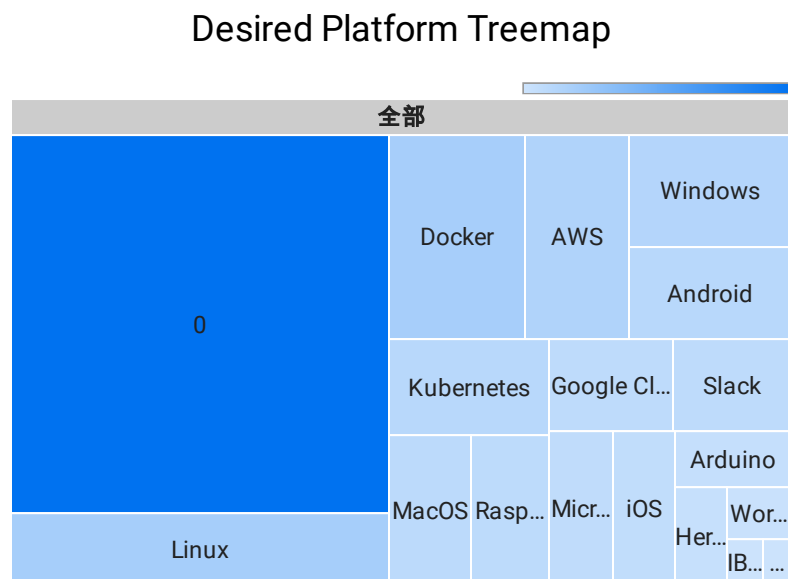 Desired Platform Treemap
全部
0
Docker
AWS
Windows
Android
Kubernetes
Google Cl...
Slack
Linux
MacOS
Rasp...
Micr...
iOS
Arduino
Her...
Wor...
IB...
...